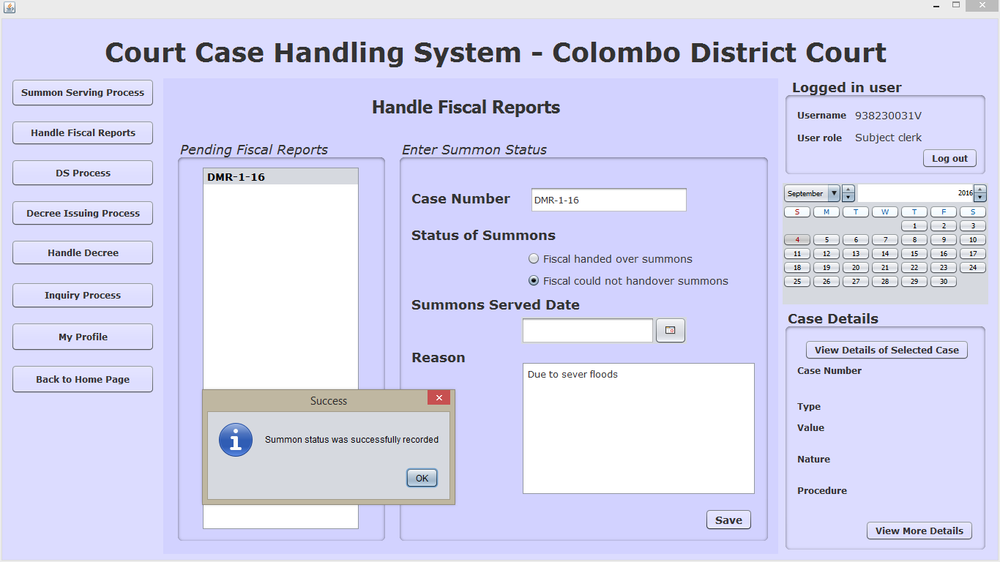 Court Case Handling System - Colombo District Court
Summon Serving Process
Handle Fiscal Reports
DS Process
Decree Issuing Process
Handle Decree
Inquiry Process
My Profile
Back to Home Page
Handle Fiscal Reports
Pending Fiscal Reports
DMR-1-16
Enter Summon Status
Case Number DMR-1-16
Status of Summons
Fiscal handed over summons
Fiscal could not handover summons
Summons Served Date
Reason
Due to sever floods
Save
Success
Summon status was successfully recorded
OK
Logged in user
Username 938230031V
User role Subject clerk
Log out
September 2016
S M T W T F S
1 2 3
4 5 6 7 8 9 10
11 12 13 14 15 16 17
18 19 20 21 22 23 24
25 26 27 28 29 30
Case Details
View Details of Selected Case
Case Number
Type
Value
Nature
Procedure
View More Details